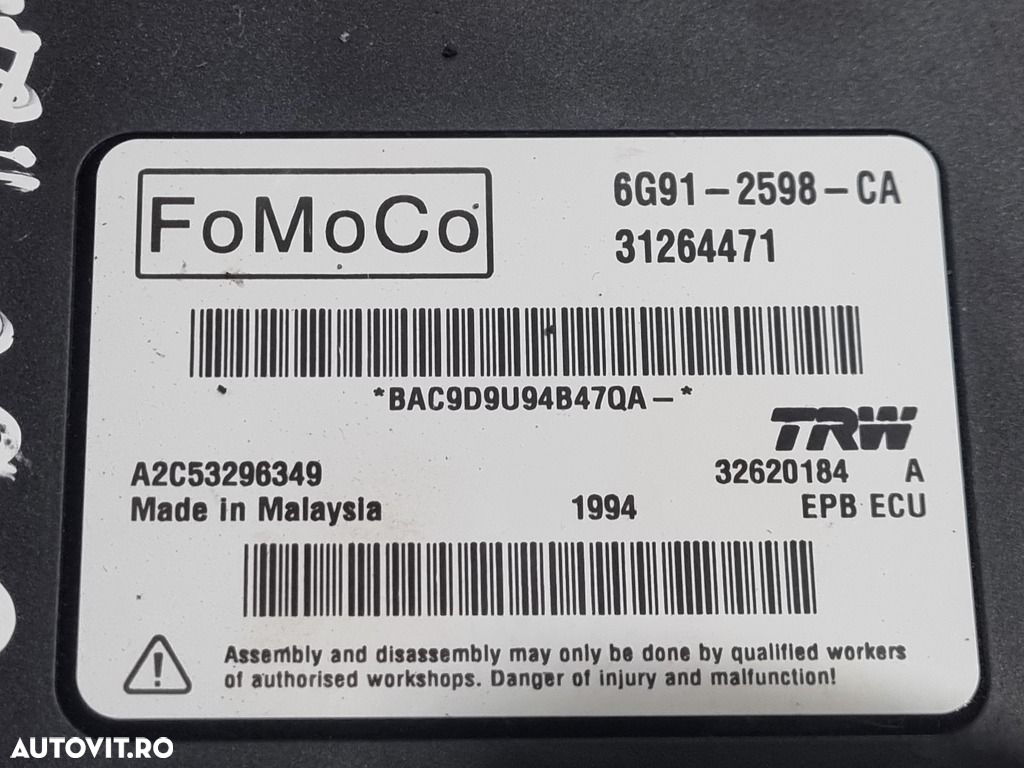 FoMoCo
6G91-2598-CA
31264471
*BAC9D9U94B47QA-*
TRW
A2C53296349
32620184 A
Made in Malaysia
1994
EPB ECU
Assembly and disassembly may only be done by qualified workers
of authorised workshops. Danger of injury and malfunction!
AUTOVIT.RO